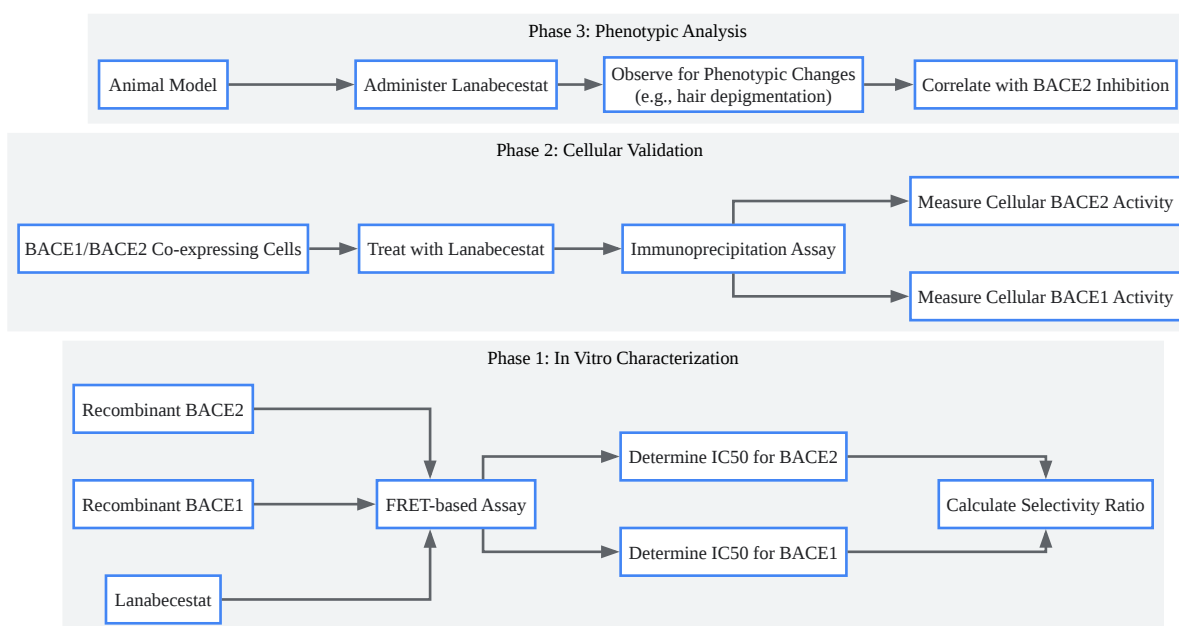 Phase 3: Phenotypic Analysis
Animal Model
Administer Lanabecestat
Observe for Phenotypic Changes
(e.g., hair depigmentation)
Correlate with BACE2 Inhibition
Phase 2: Cellular Validation
BACE1/BACE2 Co-expressing Cells
Treat with Lanabecestat
Immunoprecipitation Assay
Measure Cellular BACE2 Activity
Measure Cellular BACE1 Activity
Phase 1: In Vitro Characterization
Recombinant BACE2
Recombinant BACE1
Lanabecestat
FRET-based Assay
Determine IC50 for BACE2
Determine IC50 for BACE1
Calculate Selectivity Ratio